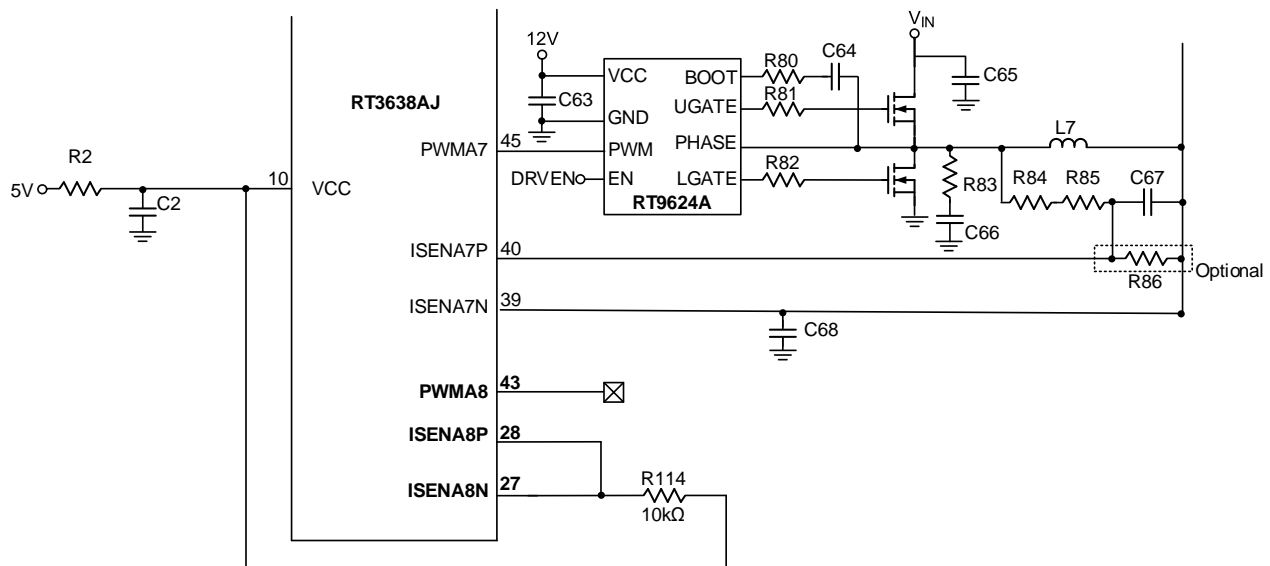 V_IN
12V
C64
R80
VCC
BOOT
C65
RT3638AJ
C63
R81
UGATE
GND
L7
PWMA7
45
PWM
PHASE
R2
R82
R83
R84
R85
C67
5V
10
VCC
DRVEN
EN
LGATE
RT9624A
C2
C66
ISENA7P
40
R86
Optional
ISENA7N
39
C68
PWMA8
43
ISENA8P
28
ISENA8N
27
R114
10kΩ